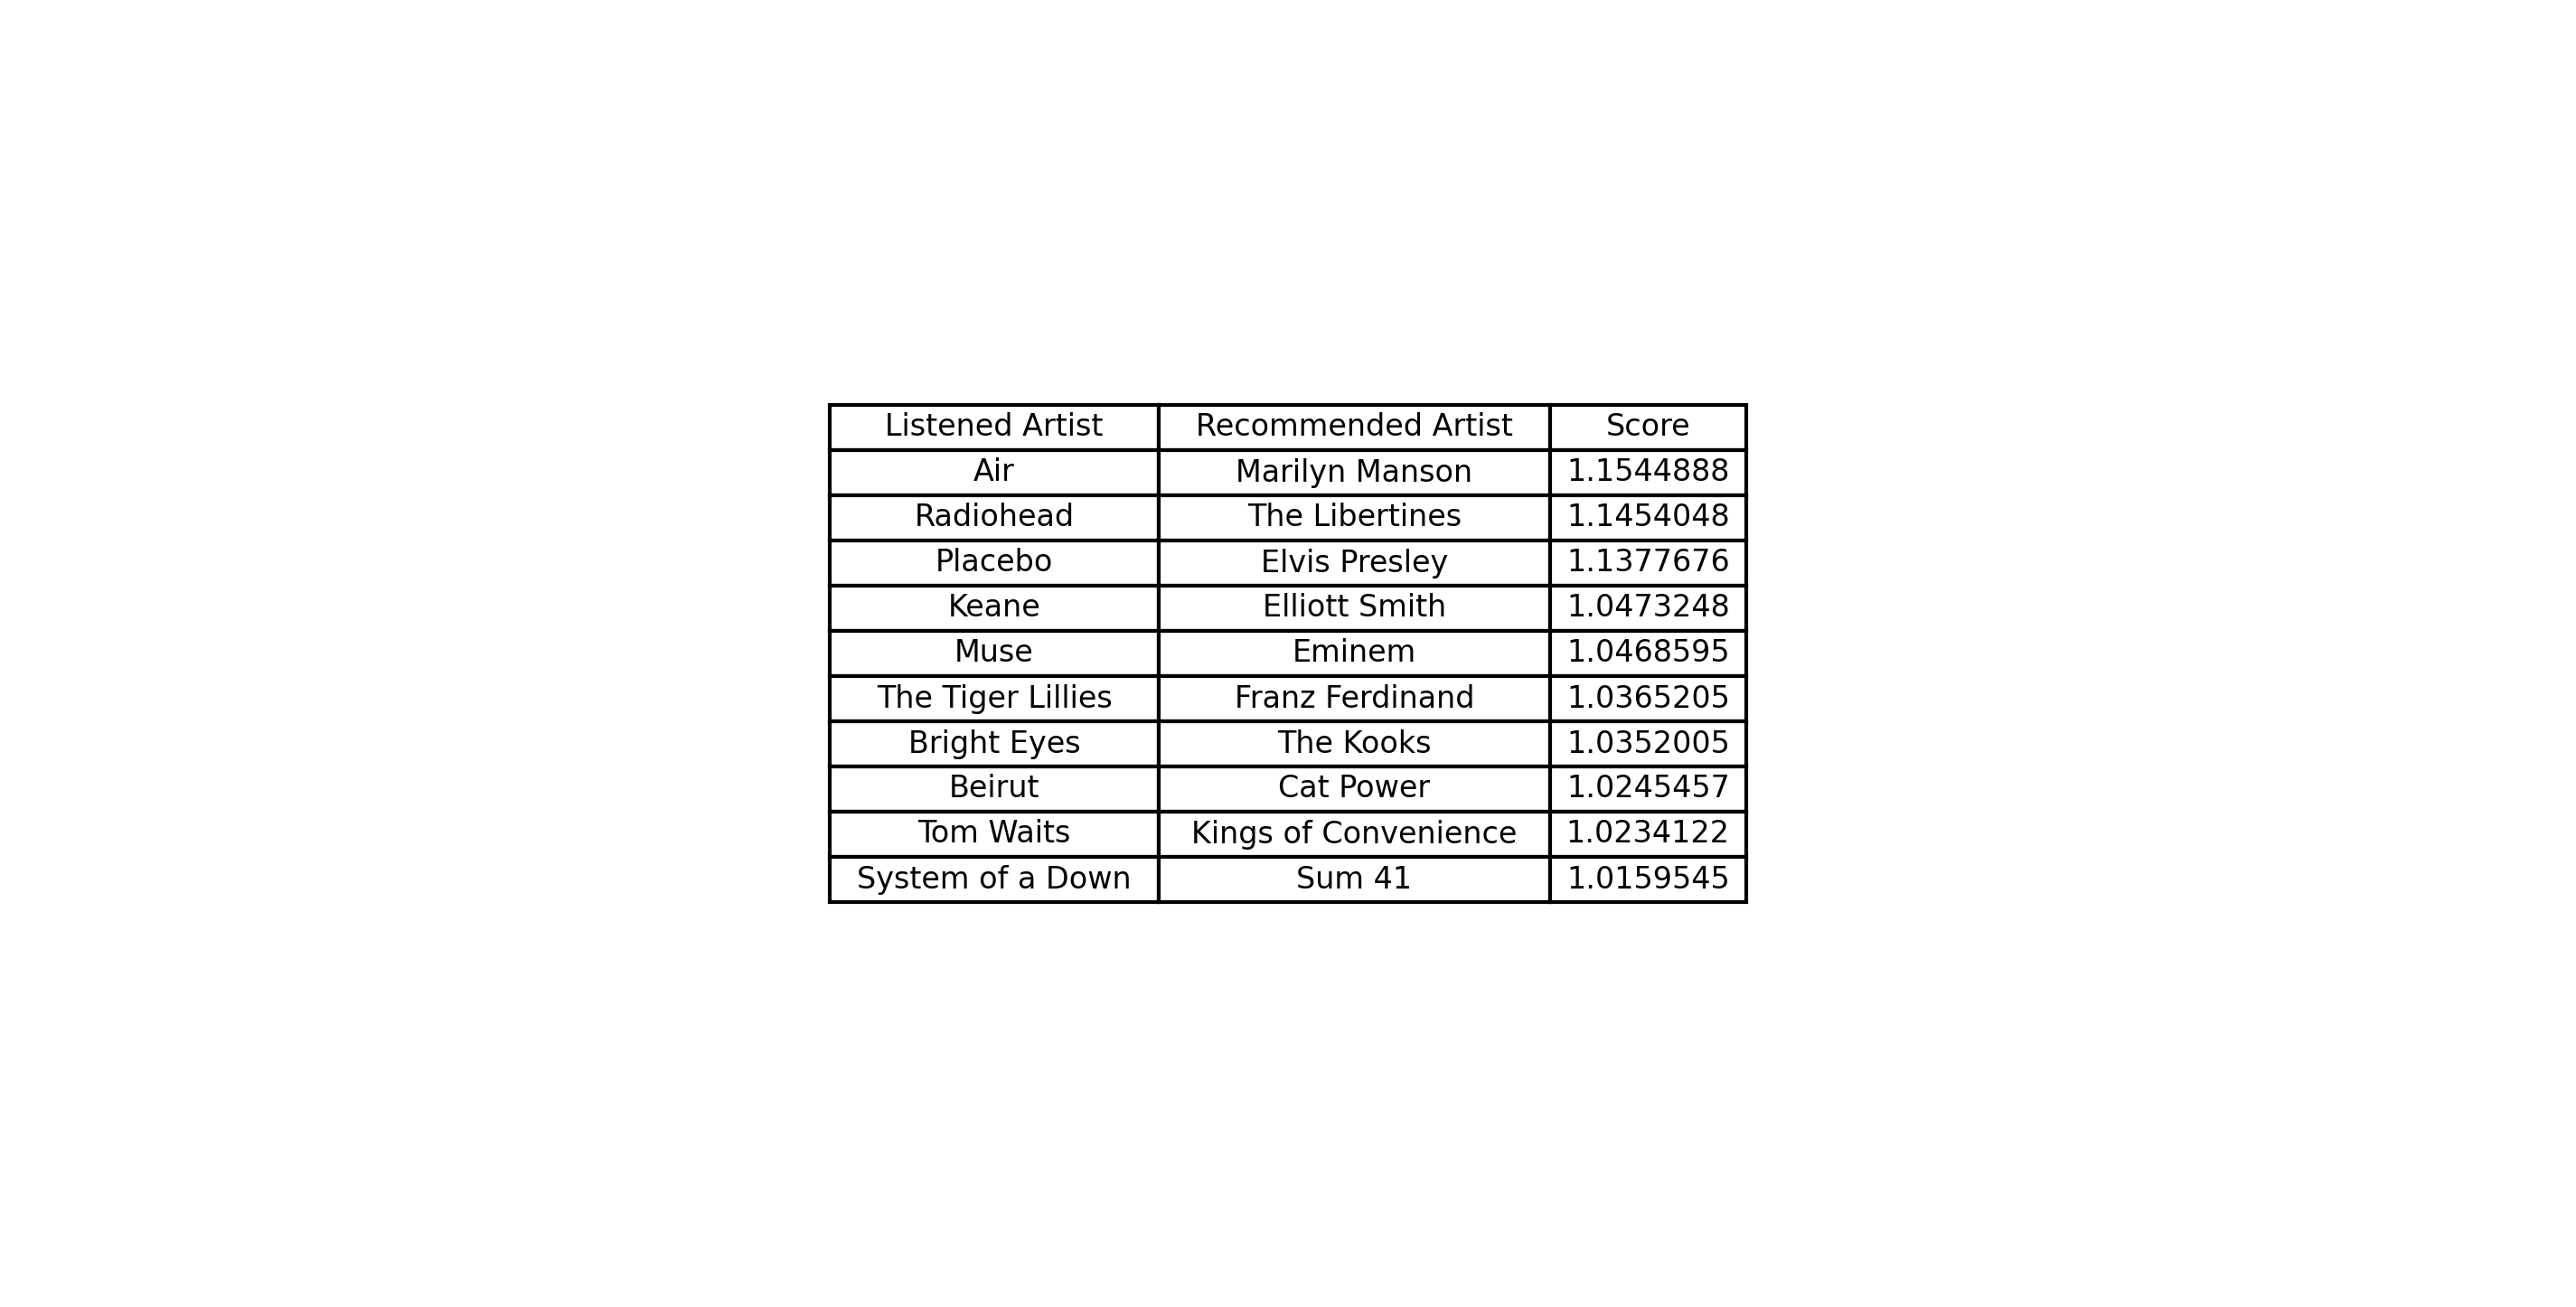 Listened Artist Recommended Artist Score
Air Marilyn Manson 1.1544888
Radiohead The Libertines 1.1454048
Placebo Elvis Presley 1.1377676
Keane Elliott Smith 1.0473248
Muse Eminem 1.0468595
The Tiger Lillies Franz Ferdinand 1.0365205
Bright Eyes The Kooks 1.0352005
Beirut Cat Power 1.0245457
Tom Waits Kings of Convenience 1.0234122
System of a Down Sum 41 1.0159545